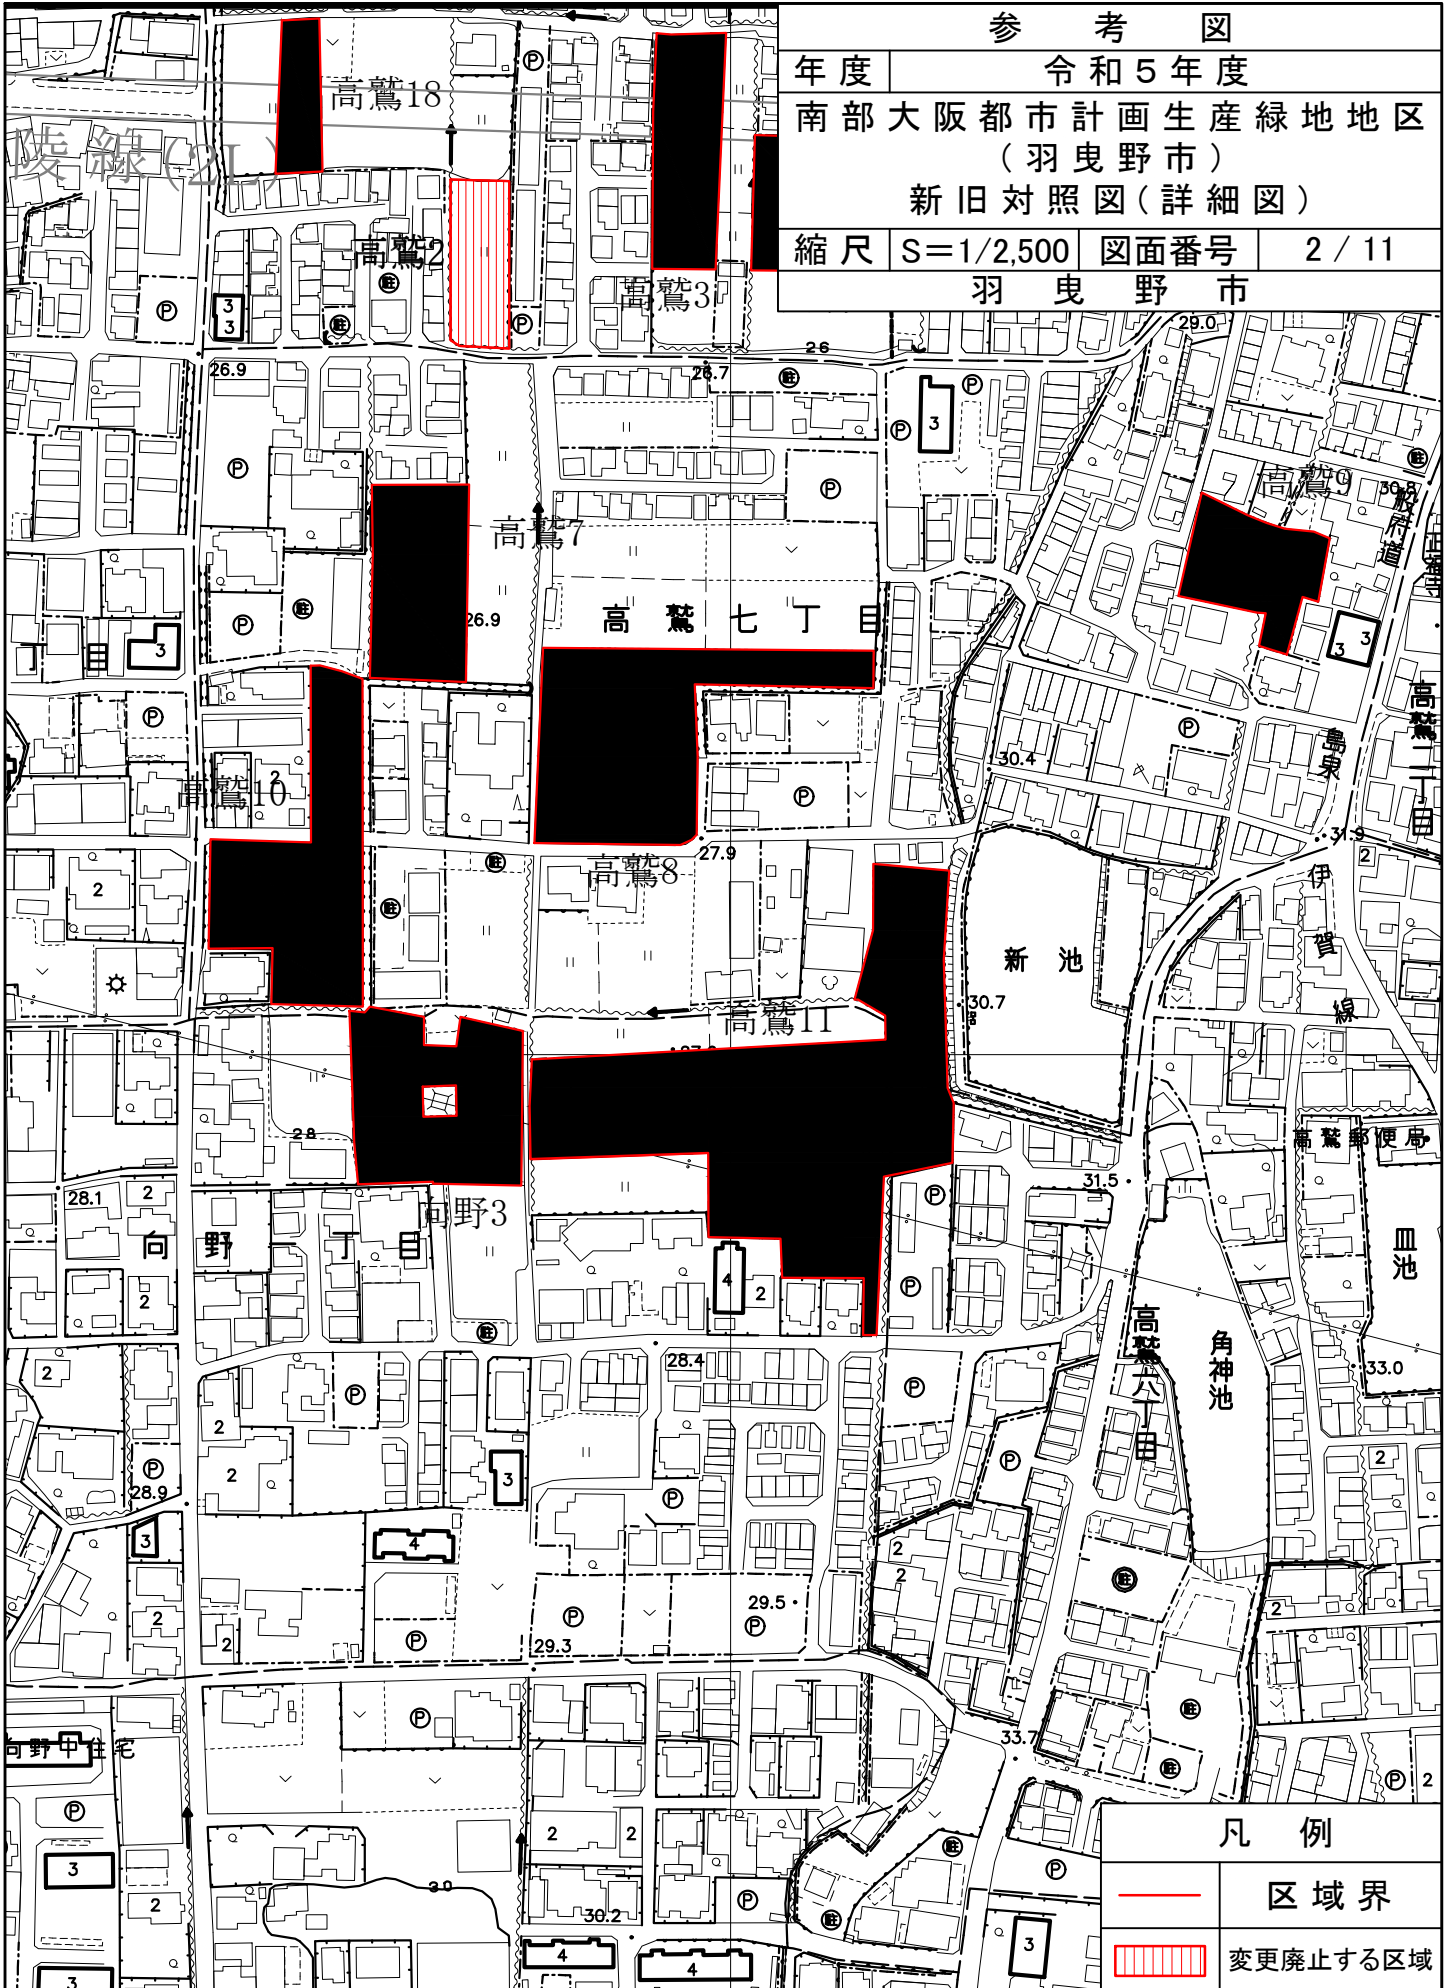 参考図
年度 令和5年度
南部大阪都市計画生産緑地地区
(羽曳野市)
新旧対照図(詳細図)
縮尺 S=1/2,500 図面番号 2 / 11
羽曳野市
高鷲18
陵線(2L)
高鷲2
高鷲3
29.0
26
26.9
26.7
高鷲9
30.8
般府道
高鷲7
26.9
高鷲七丁目
丁目
島泉
高鷲二丁目
30.4
高鷲10
31.9
27.9
高鷲8
伊賀線
新池
30.7
高鷲11
28
高鷲郵便局
28.1
31.5
向野3
向野一丁目
皿池
高鷲六丁目
角神池
28.4
33.0
28.9
29.5
29.3
33.7
向野中住宅
30
30.2
凡例
区域界
変更廃止する区域